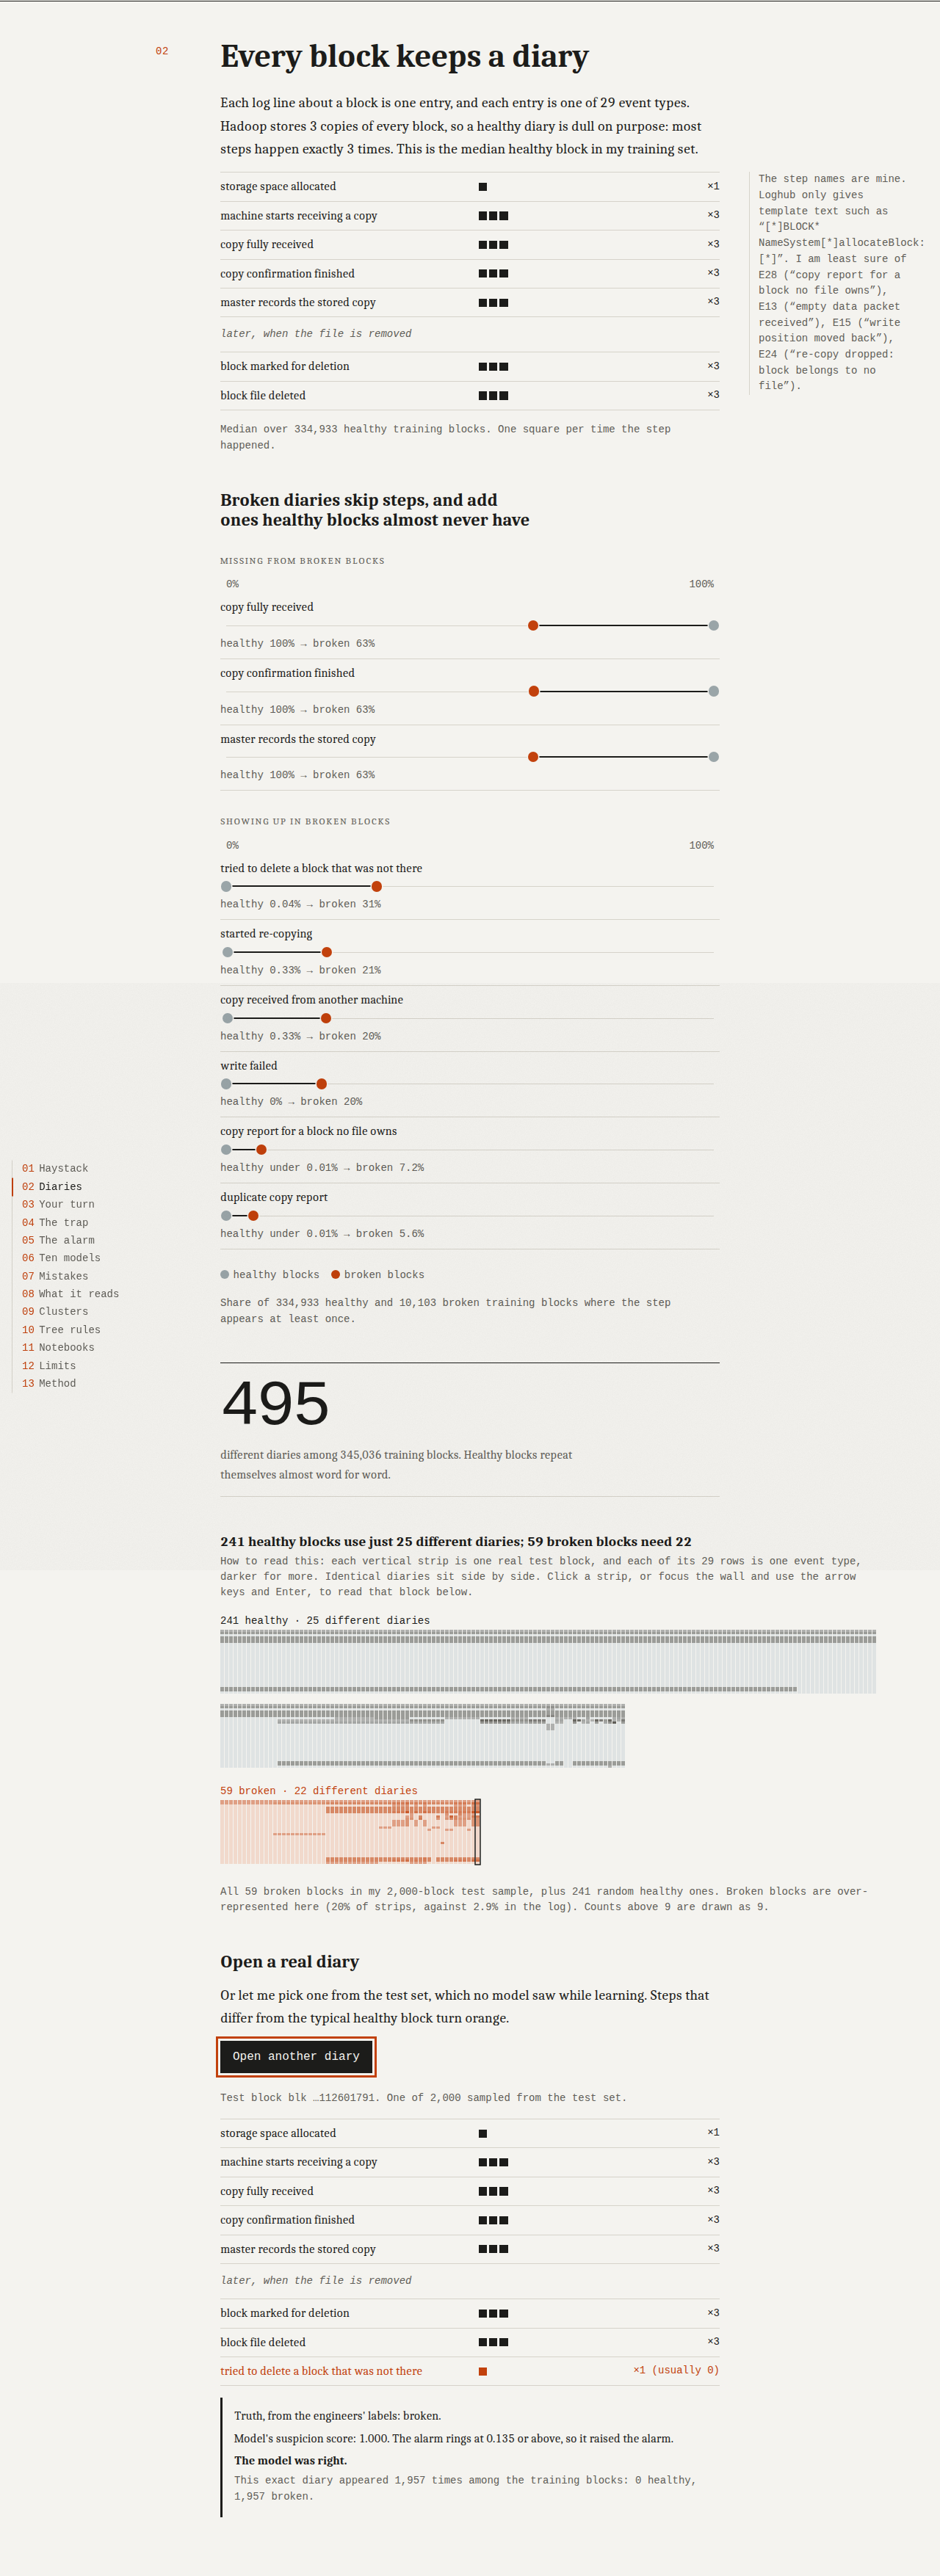 02
Every block keeps a diary
Each log line about a block is one entry, and each entry is one of 29 event types.
Hadoop stores 3 copies of every block, so a healthy diary is dull on purpose: most
steps happen exactly 3 times. This is the median healthy block in my training set.
storage space allocated ×1
machine starts receiving a copy ×3
copy fully received ×3
copy confirmation finished ×3
master records the stored copy ×3
later, when the file is removed
block marked for deletion ×3
block file deleted ×3
Median over 334,933 healthy training blocks. One square per time the step
happened.
The step names are mine.
Loghub only gives
template text such as
“[*]BLOCK*
NameSystem[*]allocateBlock:
[*]”. I am least sure of
E28 (“copy report for a
block no file owns”),
E13 (“empty data packet
received”), E15 (“write
position moved back”),
E24 (“re-copy dropped:
block belongs to no
file”).
Broken diaries skip steps, and add
ones healthy blocks almost never have
MISSING FROM BROKEN BLOCKS
0% 100%
copy fully received
healthy 100% → broken 63%
copy confirmation finished
healthy 100% → broken 63%
master records the stored copy
healthy 100% → broken 63%
SHOWING UP IN BROKEN BLOCKS
0% 100%
tried to delete a block that was not there
healthy 0.04% → broken 31%
started re-copying
healthy 0.33% → broken 21%
copy received from another machine
healthy 0.33% → broken 20%
write failed
healthy 0% → broken 20%
copy report for a block no file owns
healthy under 0.01% → broken 7.2%
duplicate copy report
healthy under 0.01% → broken 5.6%
healthy blocks broken blocks
Share of 334,933 healthy and 10,103 broken training blocks where the step
appears at least once.
01 Haystack
02 Diaries
03 Your turn
04 The trap
05 The alarm
06 Ten models
07 Mistakes
08 What it reads
09 Clusters
10 Tree rules
11 Notebooks
12 Limits
13 Method
495
different diaries among 345,036 training blocks. Healthy blocks repeat
themselves almost word for word.
241 healthy blocks use just 25 different diaries; 59 broken blocks need 22
How to read this: each vertical strip is one real test block, and each of its 29 rows is one event type,
darker for more. Identical diaries sit side by side. Click a strip, or focus the wall and use the arrow
keys and Enter, to read that block below.
241 healthy · 25 different diaries
59 broken · 22 different diaries
All 59 broken blocks in my 2,000-block test sample, plus 241 random healthy ones. Broken blocks are over-
represented here (20% of strips, against 2.9% in the log). Counts above 9 are drawn as 9.
Open a real diary
Or let me pick one from the test set, which no model saw while learning. Steps that
differ from the typical healthy block turn orange.
Open another diary
Test block blk …112601791. One of 2,000 sampled from the test set.
storage space allocated ×1
machine starts receiving a copy ×3
copy fully received ×3
copy confirmation finished ×3
master records the stored copy ×3
later, when the file is removed
block marked for deletion ×3
block file deleted ×3
tried to delete a block that was not there ×1 (usually 0)
Truth, from the engineers' labels: broken.
Model's suspicion score: 1.000. The alarm rings at 0.135 or above, so it raised the alarm.
The model was right.
This exact diary appeared 1,957 times among the training blocks: 0 healthy,
1,957 broken.